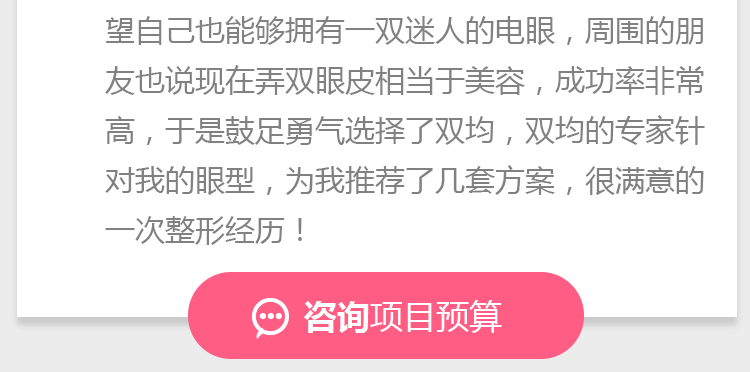 望自己也能够拥有一双迷人的电眼，周围的朋
友也说现在弄双眼皮相当于美容，成功率非常
高，于是鼓足勇气选择了双均，双均的专家针
对我的眼型，为我推荐了几套方案，很满意的
一次整形经历！
咨询项目预算